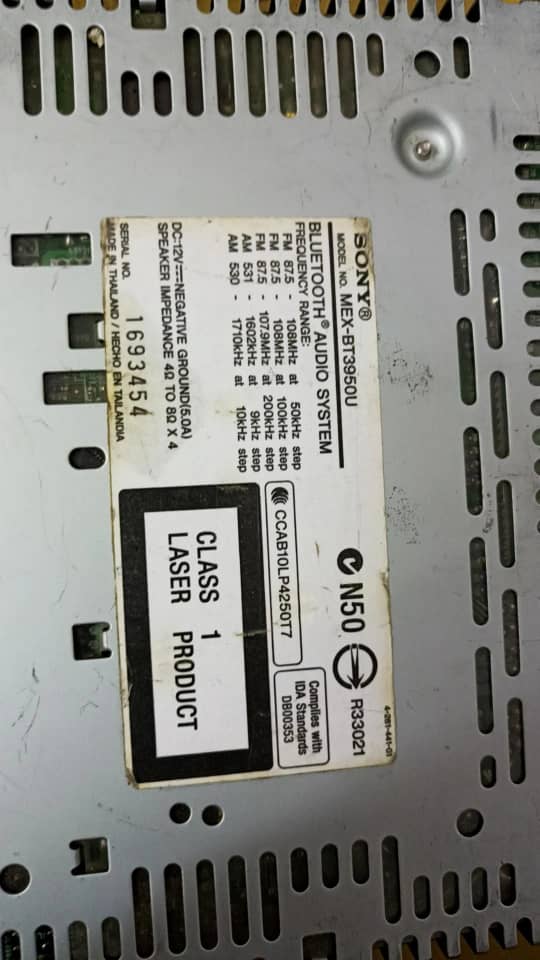 SONY®
MODEL NO. MEX-BT3950U
BLUETOOTH® AUDIO SYSTEM
FREQUENCY RANGE:
FM 87.5 - 108MHz at 50kHz step
FM 87.5 - 108MHz at 100kHz step
FM 87.5 - 107.9MHz at 200kHz step
AM 531 - 1602kHz at 9kHz step
AM 530 - 1710kHz at 10kHz step
DC12V⎓NEGATIVE GROUND(5.0A)
SPEAKER IMPEDANCE 4Ω TO 8Ω X 4
SERIAL NO. 1693454
MADE IN THAILAND / HECHO EN TAILANDIA
4-261-441-01
N50 R33021
CCAB10LP4250T7
Complies with
IDA Standards
DB00353
CLASS 1
LASER PRODUCT